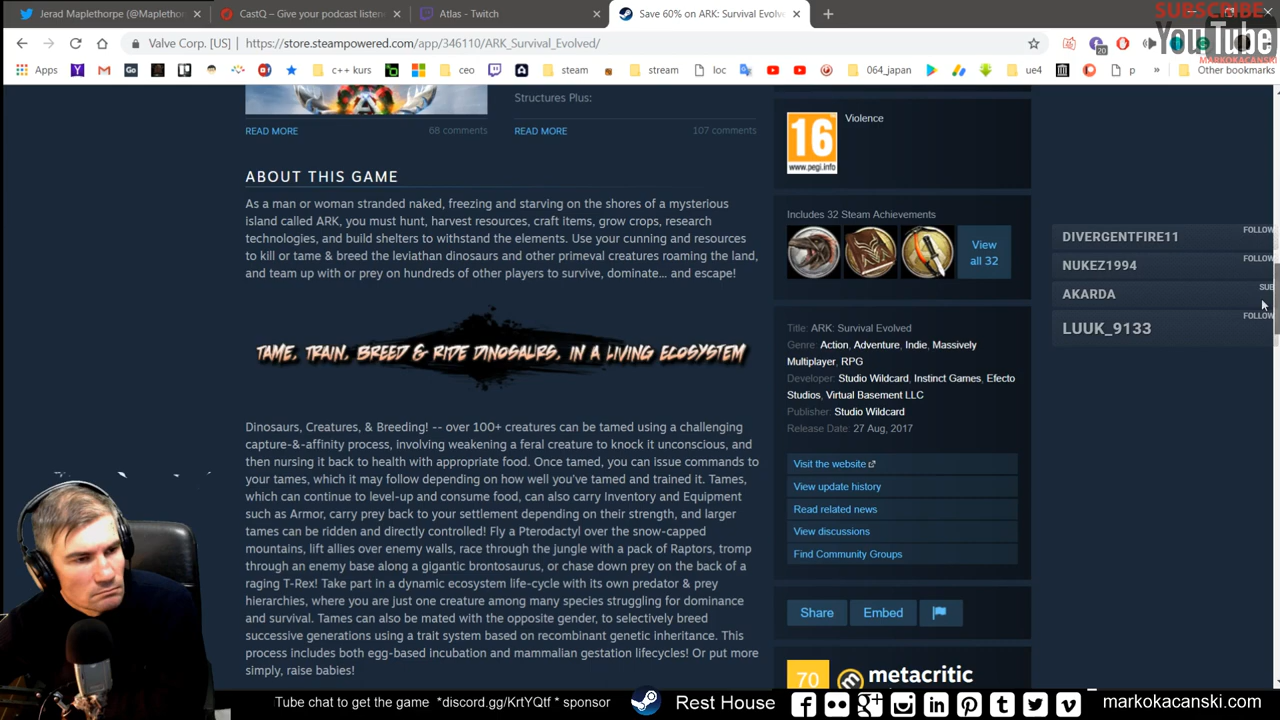 Jerad Maplethorpe (@Maplethor
CastQ – Give your podcast listen
Atlas - Twitch
Save 60% on ARK: Survival Evolv
SUBSCRIBE
YouTube
MARKOKACANSKI
Valve Corp. [US] | https://store.steampowered.com/app/346110/ARK_Survival_Evolved/
20
Apps
c++ kurs
ceo
steam
stream
loc
064_japan
ue4
p
»
Other bookmarks
Structures Plus:
READ MORE
68 comments
READ MORE
107 comments
16
www.pegi.info
Violence
ABOUT THIS GAME
As a man or woman stranded naked, freezing and starving on the shores of a mysterious
island called ARK, you must hunt, harvest resources, craft items, grow crops, research
technologies, and build shelters to withstand the elements. Use your cunning and resources
to kill or tame & breed the leviathan dinosaurs and other primeval creatures roaming the land,
and team up with or prey on hundreds of other players to survive, dominate... and escape!
TAME, TRAIN, BREED & RIDE DINOSAURS, IN A LIVING ECOSYSTEM
Dinosaurs, Creatures, & Breeding! -- over 100+ creatures can be tamed using a challenging
capture-&-affinity process, involving weakening a feral creature to knock it unconscious, and
then nursing it back to health with appropriate food. Once tamed, you can issue commands to
your tames, which it may follow depending on how well you've tamed and trained it. Tames,
which can continue to level-up and consume food, can also carry Inventory and Equipment
such as Armor, carry prey back to your settlement depending on their strength, and larger
tames can be ridden and directly controlled! Fly a Pterodactyl over the snow-capped
mountains, lift allies over enemy walls, race through the jungle with a pack of Raptors, tromp
through an enemy base along a gigantic brontosaurus, or chase down prey on the back of a
raging T-Rex! Take part in a dynamic ecosystem life-cycle with its own predator & prey
hierarchies, where you are just one creature among many species struggling for dominance
and survival. Tames can also be mated with the opposite gender, to selectively breed
successive generations using a trait system based on recombinant genetic inheritance. This
process includes both egg-based incubation and mammalian gestation lifecycles! Or put more
simply, raise babies!
Includes 32 Steam Achievements
View
all 32
Title: ARK: Survival Evolved
Genre: Action, Adventure, Indie, Massively
Multiplayer, RPG
Developer: Studio Wildcard, Instinct Games, Efecto
Studios, Virtual Basement LLC
Publisher: Studio Wildcard
Release Date: 27 Aug, 2017
Visit the website
View update history
Read related news
View discussions
Find Community Groups
Share
Embed
70
metacritic
DIVERGENTFIRE11 FOLLOW
NUKEZ1994 FOLLOW
AKARDA SUB
LUUK_9133 FOLLOW
Tube chat to get the game *discord.gg/KrtYQtf * sponsor
Rest House
markokacanski.com